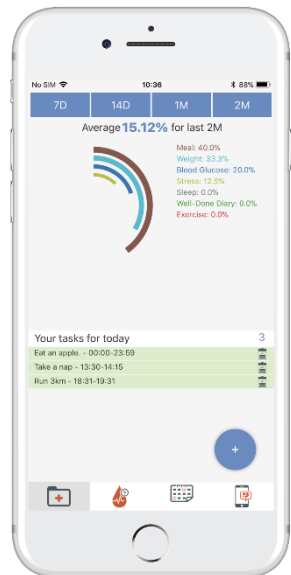 No SIM 10:36 88%
7D 14D 1M 2M
Average 15.12% for last 2M
Meal: 40.0%
Weight: 33.3%
Blood Glucose: 20.0%
Stress: 12.5%
Sleep: 0.0%
Well-Done Diary: 0.0%
Exercise: 0.0%
Your tasks for today 3
Eat an apple. - 00:00-23:59
Take a nap - 13:30-14:15
Run 3km - 18:31-19:31
+